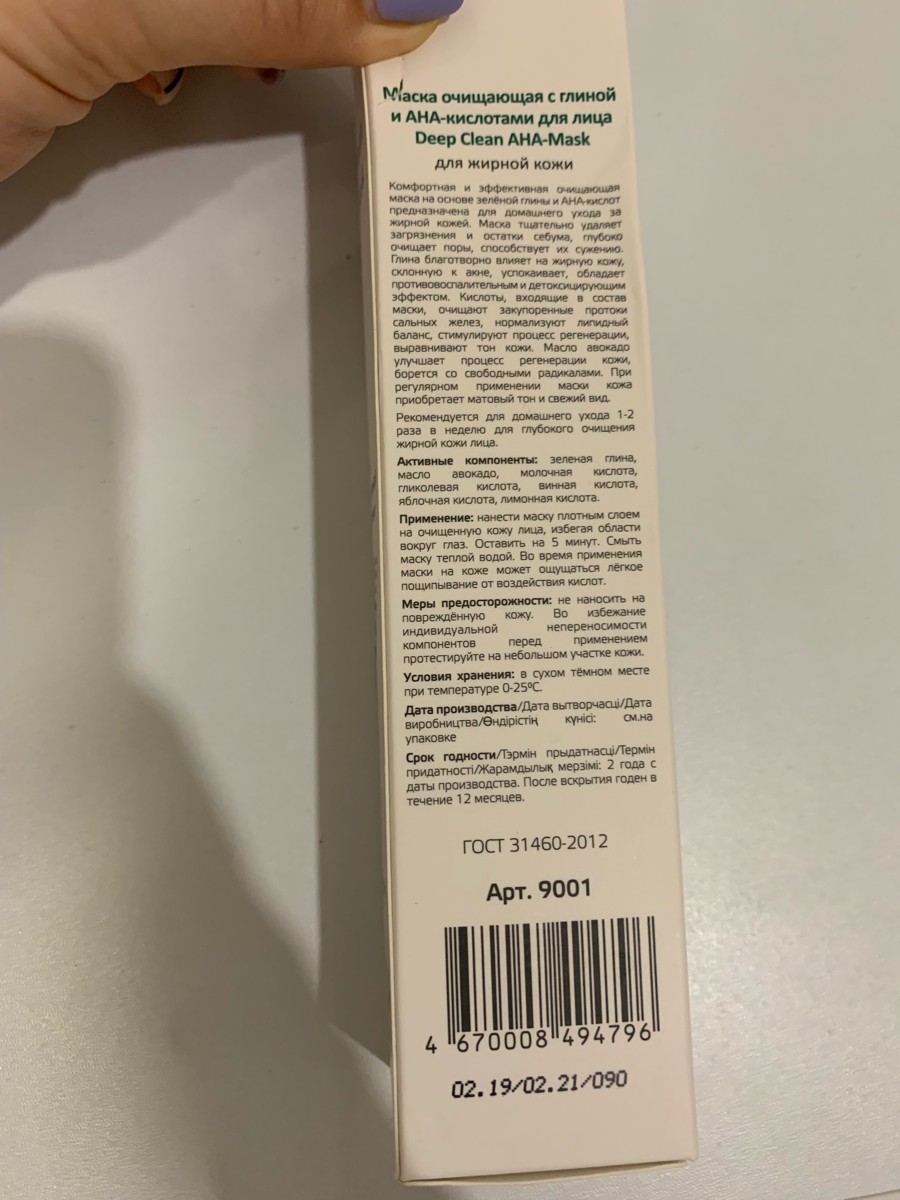 Маска очищающая с глиной
и АНА-кислотами для лица
Deep Clean AHA-Mask
для жирной кожи
Комфортная и эффективная очищающая
маска на основе зелёной глины и АНА-кислот
предназначена для домашнего ухода за
жирной кожей. Маска тщательно удаляет
загрязнения и остатки себума, глубоко
очищает поры, способствует их сужению.
Глина благотворно влияет на жирную кожу,
склонную к акне, успокаивает, обладает
противовоспалительным и детоксицирующим
эффектом. Кислоты, входящие в состав
маски, очищают закупоренные протоки
сальных желез, нормализуют липидный
баланс, стимулируют процесс регенерации,
выравнивают тон кожи. Масло авокадо
улучшает процесс регенерации кожи,
борется со свободными радикалами. При
регулярном применении маски кожа
приобретает матовый тон и свежий вид.
Рекомендуется для домашнего ухода 1-2
раза в неделю для глубокого очищения
жирной кожи лица.
Активные компоненты: зеленая глина,
масло авокадо, молочная кислота,
гликолевая кислота, винная кислота,
яблочная кислота, лимонная кислота.
Применение: нанести маску плотным слоем
на очищенную кожу лица, избегая области
вокруг глаз. Оставить на 5 минут. Смыть
маску теплой водой. Во время применения
маски на коже может ощущаться лёгкое
пощипывание от воздействия кислот.
Меры предосторожности: не наносить на
повреждённую кожу. Во избежание
индивидуальной непереносимости
компонентов перед применением
протестируйте на небольшом участке кожи.
Условия хранения: в сухом тёмном месте
при температуре 0-25ºС.
Дата производства/Дата вытворчасці/Дата
виробництва/Өндірістің күнісі: см.на
упаковке
Срок годности/Тэрмін прыдатнасці/Термін
придатності/Жарамдылық мерзімі: 2 года с
даты производства. После вскрытия годен в
течение 12 месяцев.
ГОСТ 31460-2012
Арт. 9001
4 670008 494796
02.19/02.21/090